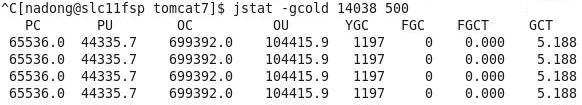 ^C[nadong@slc11fsp tomcat7]$ jstat -gcold 14038 500
PC PU OC OU YGC FGC FGCT GCT
65536.0 44335.7 699392.0 104415.9 1197 0 0.000 5.188
65536.0 44335.7 699392.0 104415.9 1197 0 0.000 5.188
65536.0 44335.7 699392.0 104415.9 1197 0 0.000 5.188
65536.0 44335.7 699392.0 104415.9 1197 0 0.000 5.188